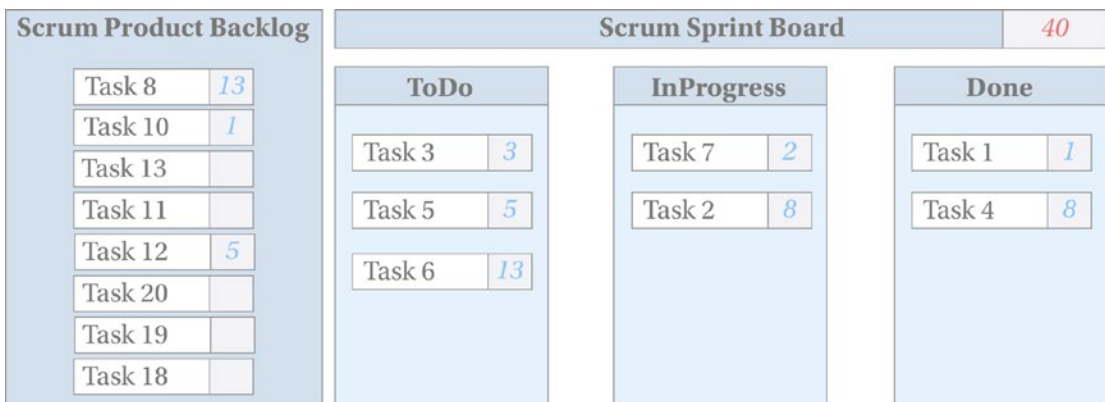 Scrum Product Backlog
Task 8 13
Task 10 1
Task 13
Task 11
Task 12 5
Task 20
Task 19
Task 18
Scrum Sprint Board 40
ToDo
Task 3 3
Task 5 5
Task 6 13
InProgress
Task 7 2
Task 2 8
Done
Task 1 1
Task 4 8